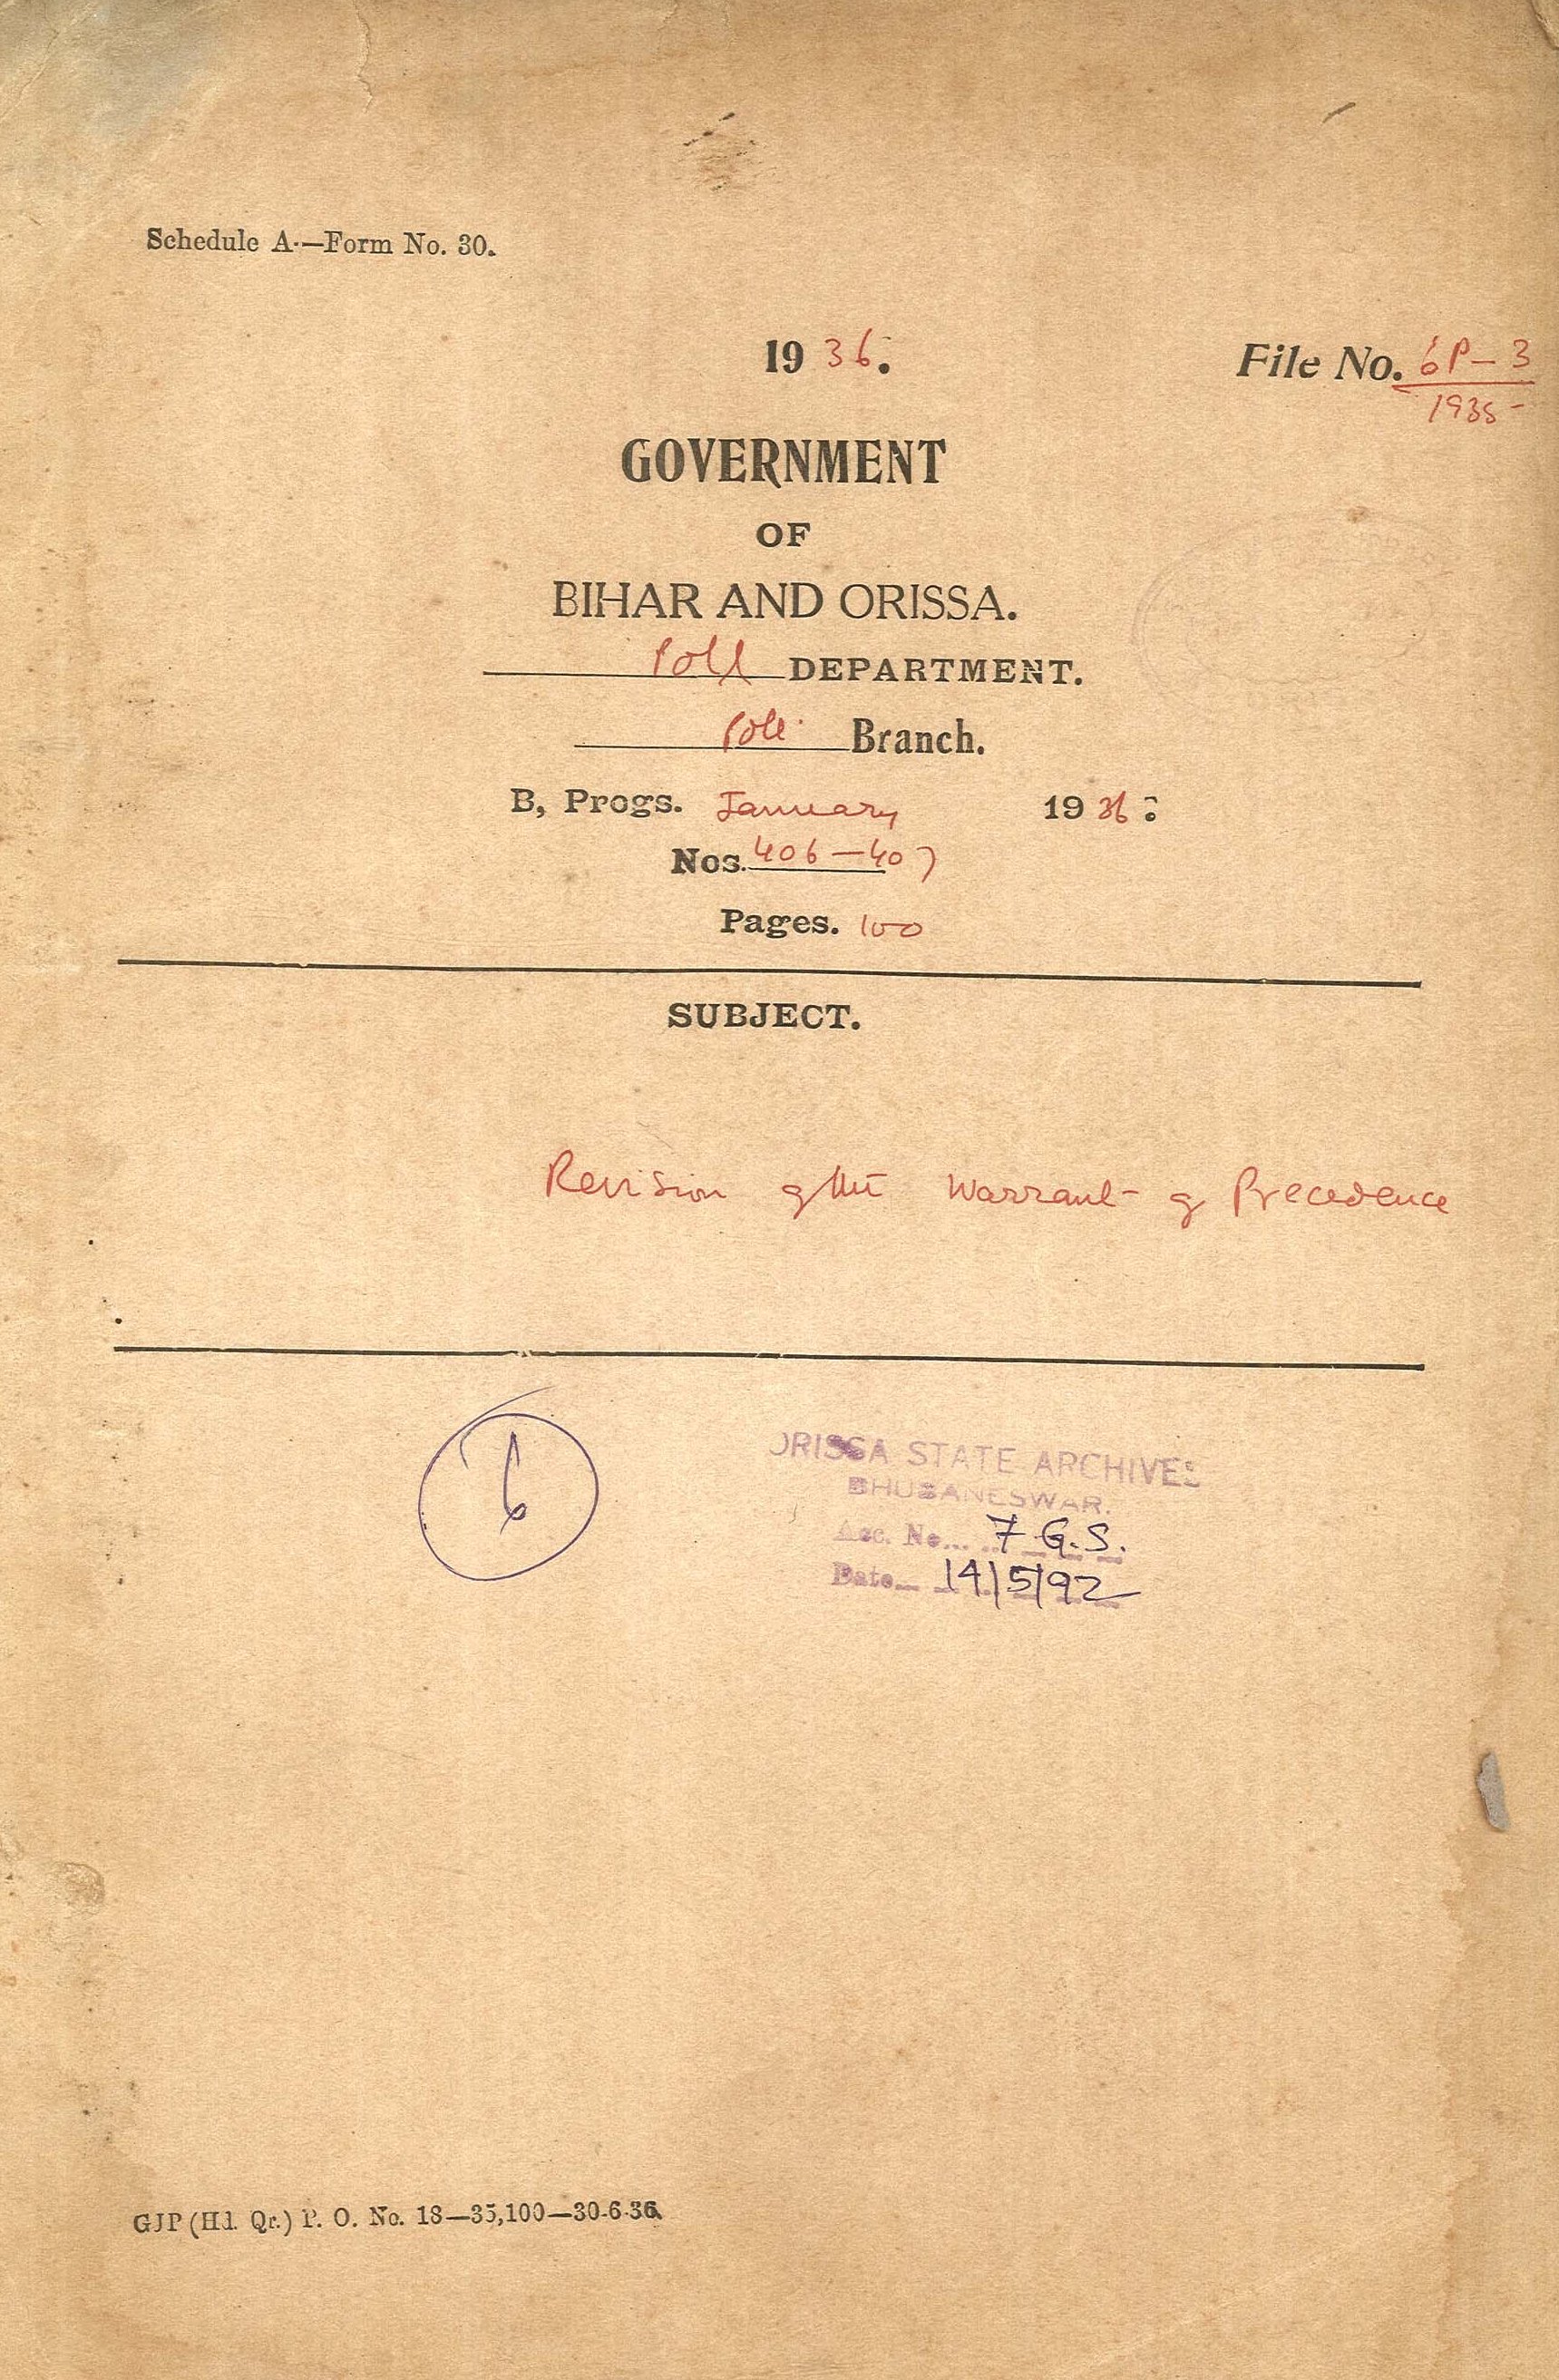 Schedule A.—Form No. 30.
1936.
File No. 6P-3
1935-
GOVERNMENT
OF
BIHAR AND ORISSA.
Poll DEPARTMENT.
Poll Branch.
B, Progs. January 1936:
Nos. 406-407
Pages. 100
SUBJECT.
Revision of the Warrant of Precedence
6
ORISSA STATE ARCHIVES
BHUBANESWAR.
Acc. No... 7 G.S.
Date 14/5/92
GJP (Hd. Qr.) P. O. No. 18—35,100—30-6-36.